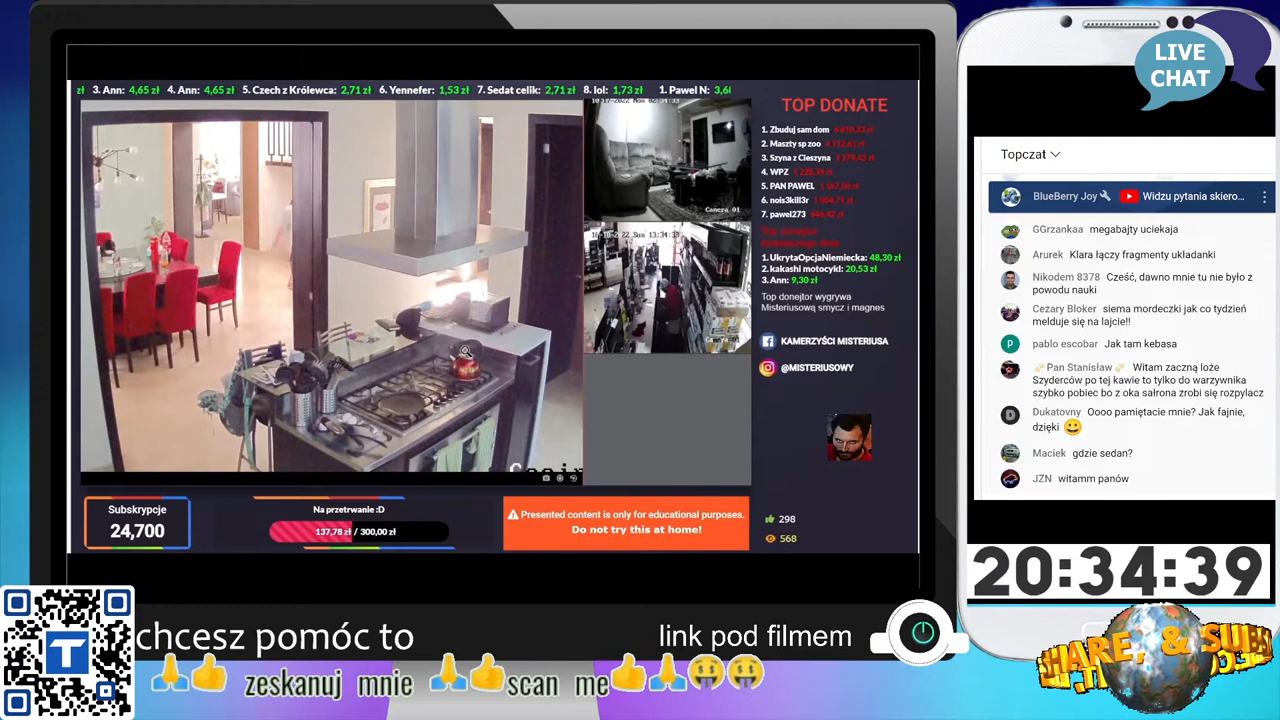 zł 3. Ann: 4,65 zł 4. Ann: 4,65 zł 5. Czech z Królewca: 2,71 zł 6. Yennefer: 1,53 zł 7. Sedat celik: 2,71 zł 8. lol: 1,73 zł 1. Pawel N:
Camera 01
TOP DONATE
1. Zbuduj sam dom
2. Maszty sp zoo
3. Szyna z Cieszyna
4. WPZ
5. PAN PAWEL
6. nois3kill3r
7. pawel273
1. UkrytaOpcjaNiemiecka: 48,30 zł
2. kakashi motocykl: 20,53 zł
3. Ann: 9,30 zł
Top donejtor wygrywa
Misteriousową smycz i magnes
KAMERZYŚCI MISTERIUSA
@MISTERIUSOWY
298
568
Subskrypcje
24,700
Na przetrwanie :D
137,78 zł / 300,00 zł
Presented content is only for educational purposes.
Do not try this at home!
LIVE
CHAT
Topczat
BlueBerry Joy Widzu pytania skiero...
GGrzankaa megabajty uciekaja
Arurek Klara łączy fragmenty układanki
Nikodem 8378 Cześć, dawno mnie tu nie było z
powodu nauki
Cezary Bloker siema mordeczki jak co tydzień
melduje się na lajcie!!
pablo escobar Jak tam kebasa
Pan Stanisław Witam zaczną loże
Szyderców po tej kawie to tylko do warzywnika
szybko pobiec bo z oka sałrona zrobi się rozpylacz
Dukatovny Oooo pamiętacie mnie? Jak fajnie,
dzięki 😀
Maciek gdzie sedan?
JZN witamm panów
20:34:39
chcesz pomóc to
link pod filmem
🙏👍 zeskanuj mnie 🙏👍 scan me 👍🙏🤑🤑
T
SHARE, & SUBS